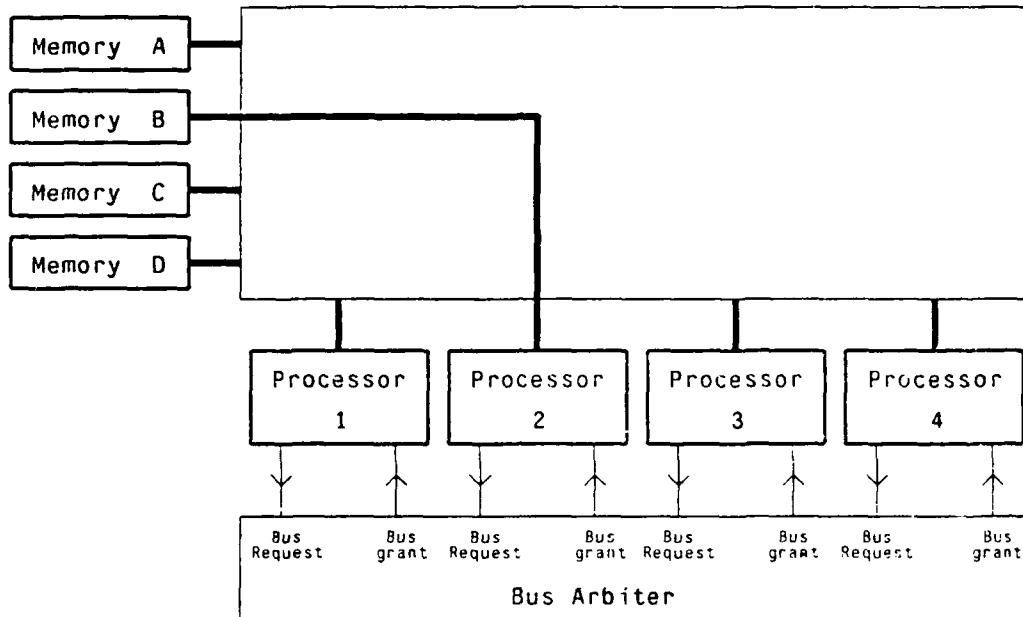 Memory A
Memory B
Memory C
Memory D
Processor Processor Processor Processor
1 2 3 4
Bus Bus Bus Bus Bus Bus Bus Bus
Request grant Request grant Request grant Request grant
Bus Arbiter